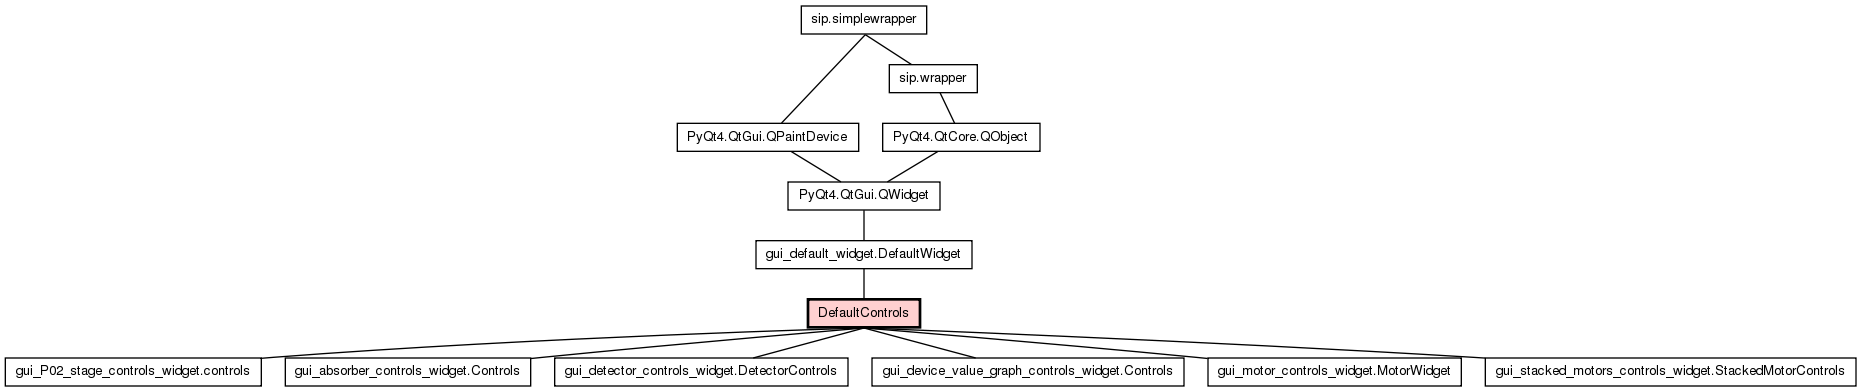 sip.simplewrapper
sip.wrapper
PyQt4.QtGui.QPaintDevice
PyQt4.QtCore.QObject
PyQt4.QtGui.QWidget
gui_default_widget.DefaultWidget
DefaultControls
gui_P02_stage_controls_widget.controls
gui_absorber_controls_widget.Controls
gui_detector_controls_widget.DetectorControls
gui_device_value_graph_controls_widget.Controls
gui_motor_controls_widget.MotorWidget
gui_stacked_motors_controls_widget.StackedMotorControls